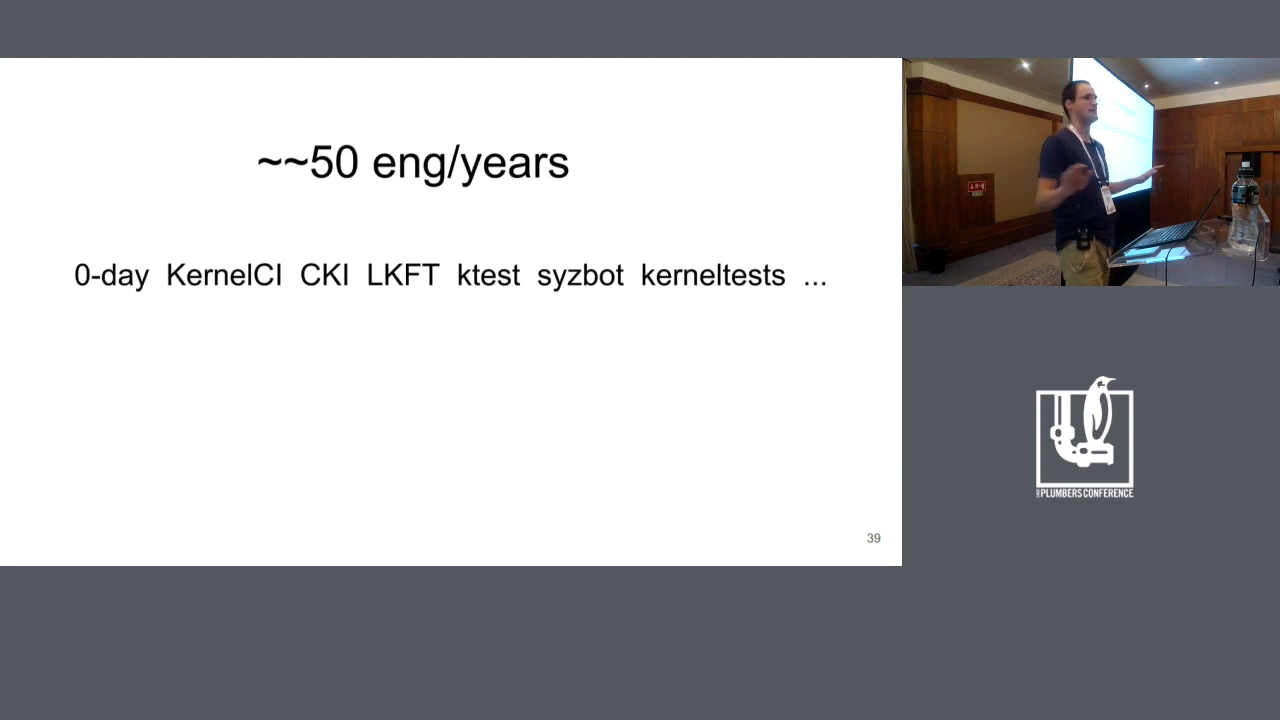 ~~50 eng/years
0-day KernelCI CKI LKFT ktest syzbot kerneltests ...
39
PLUMBERS CONFERENCE